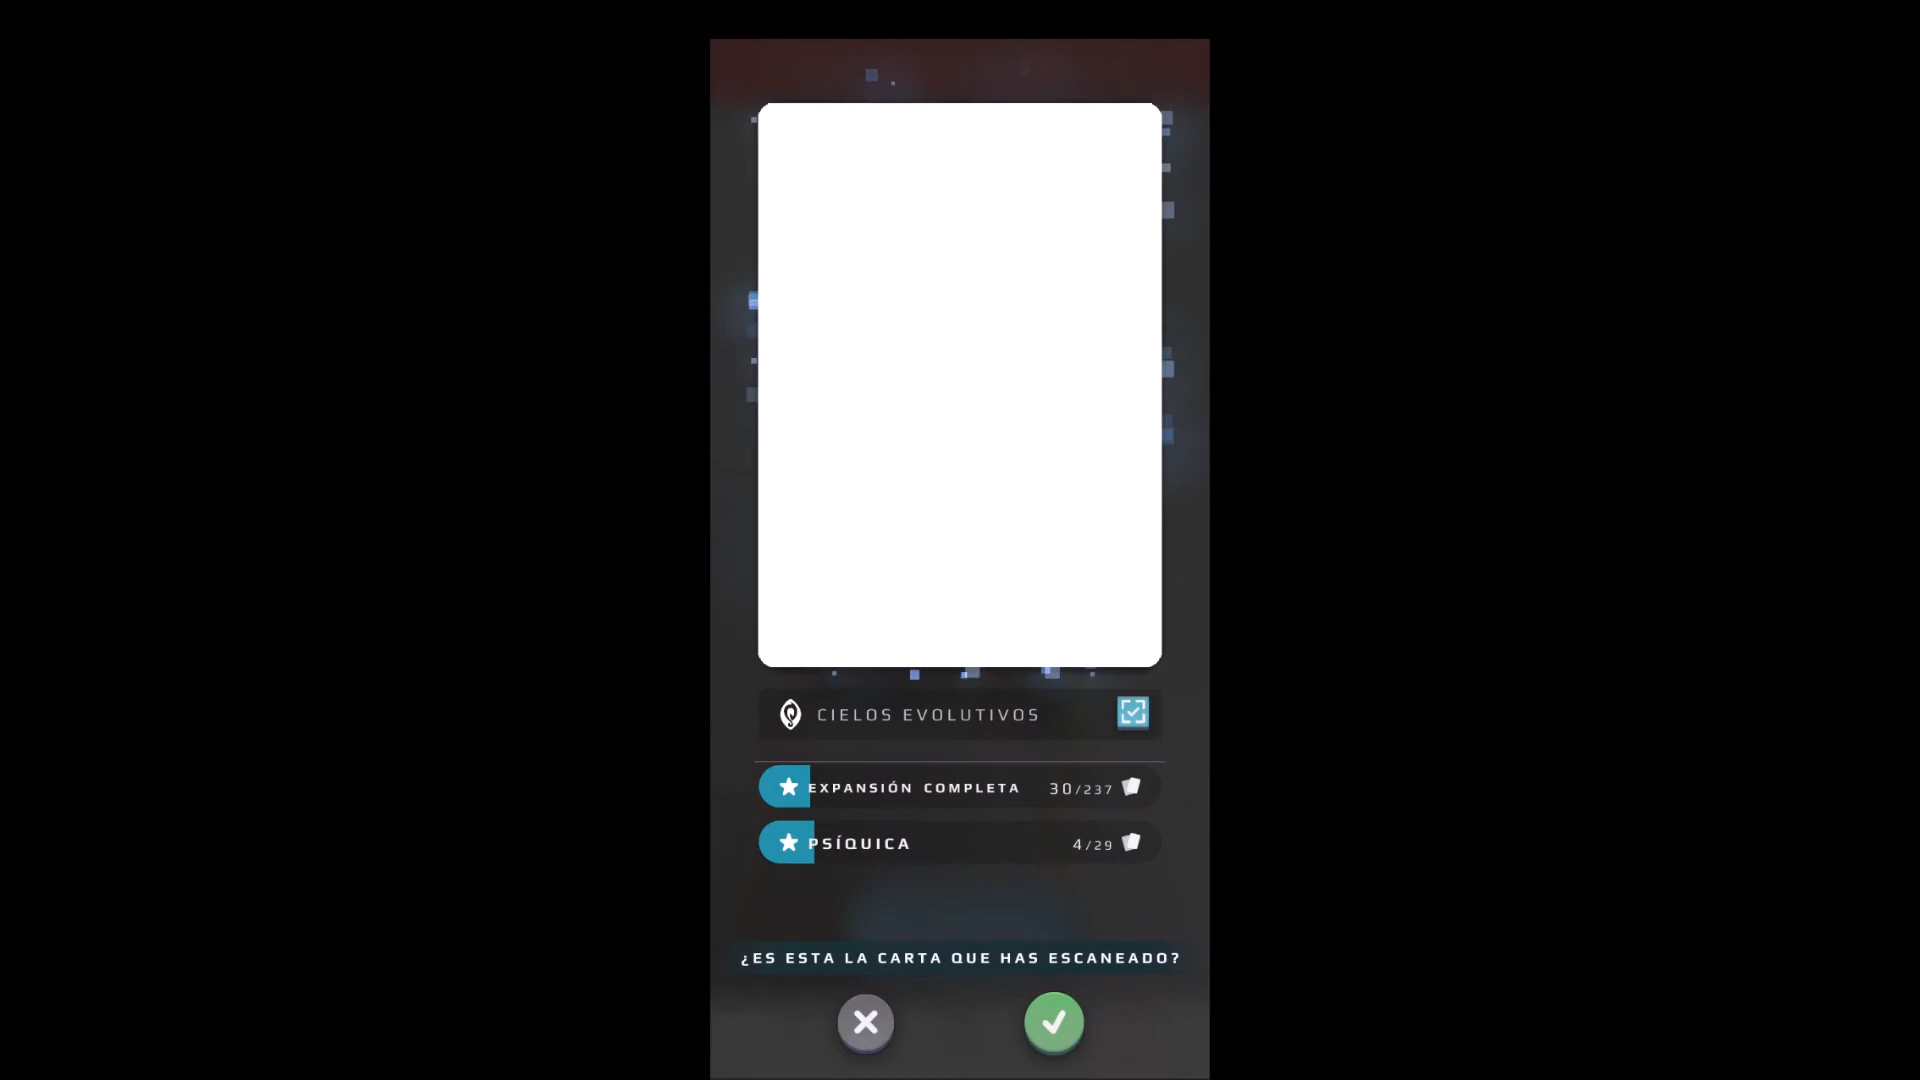 CIELOS EVOLUTIVOS
EXPANSIÓN COMPLETA 30/237
PSÍQUICA 4/29
¿ES ESTA LA CARTA QUE HAS ESCANEADO?